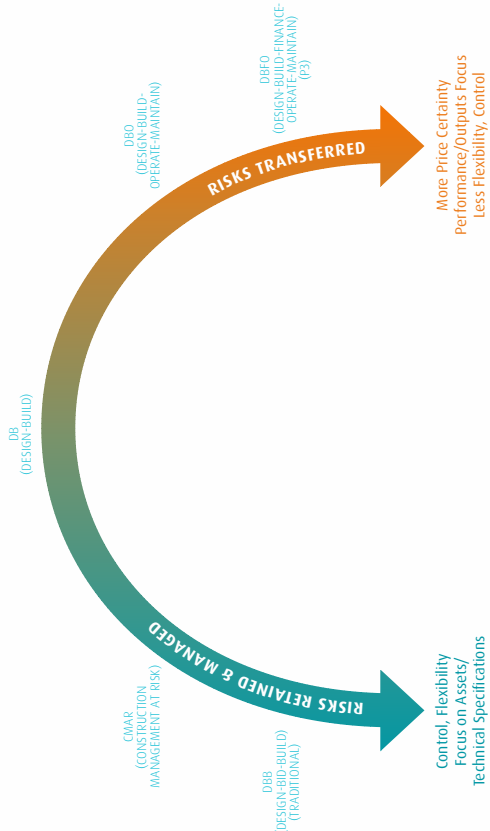 DBB
(DESIGN-BID-BUILD)
(TRADITIONAL)
CMAR
(CONSTRUCTION
MANAGEMENT AT RISK)
DB
(DESIGN-BUILD)
DBO
(DESIGN-BUILD-
OPERATE-MAINTAIN)
DBFO
(DESIGN-BUILD-FINANCE-
OPERATE-MAINTAIN)
(P3)
RISKS RETAINED & MANAGED
RISKS TRANSFERRED
Control, Flexibility
Focus on Assets/
Technical Specifications
More Price Certainty
Performance/Outputs Focus
Less Flexibility, Control